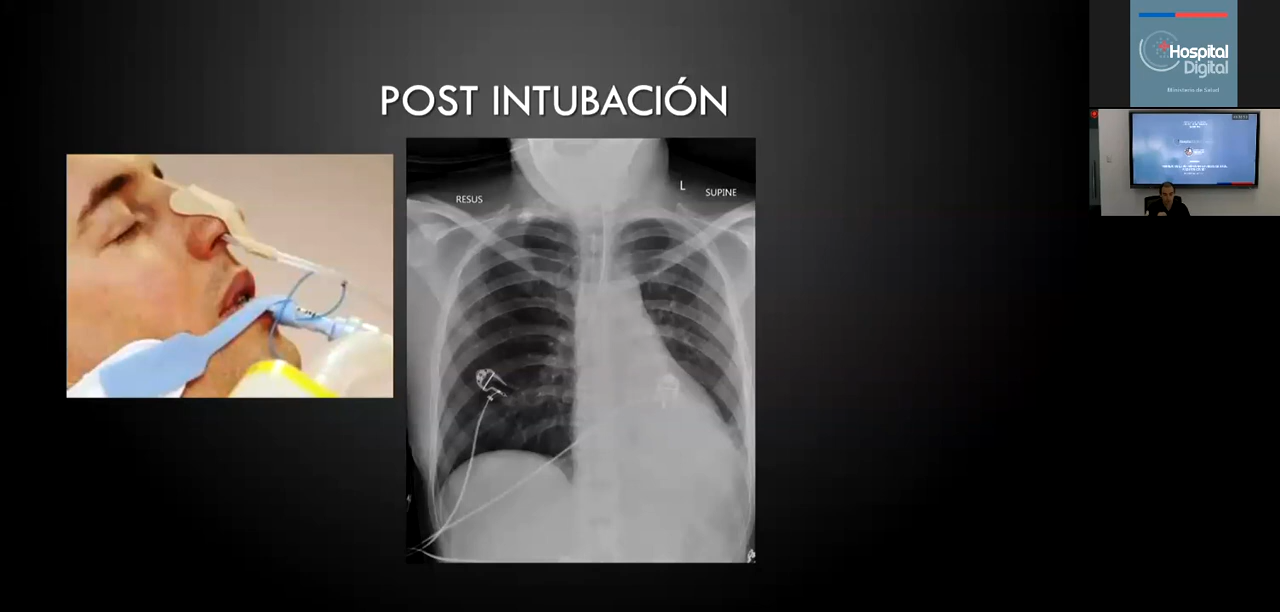 POST INTUBACIÓN
RESUS
L
SUPINE
Hospital
Digital
Ministerio de Salud